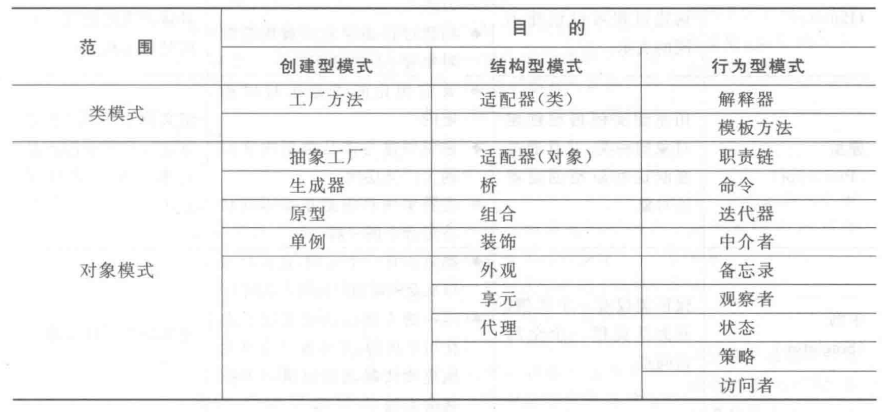 范 围 目 的
创建型模式 结构型模式 行为型模式
类模式 工厂方法 适配器(类) 解释器
模板方法
对象模式 抽象工厂 适配器(对象) 职责链
生成器 桥 命令
原型 组合 迭代器
单例 装饰 中介者
外观 备忘录
享元 观察者
代理 状态
策略
访问者